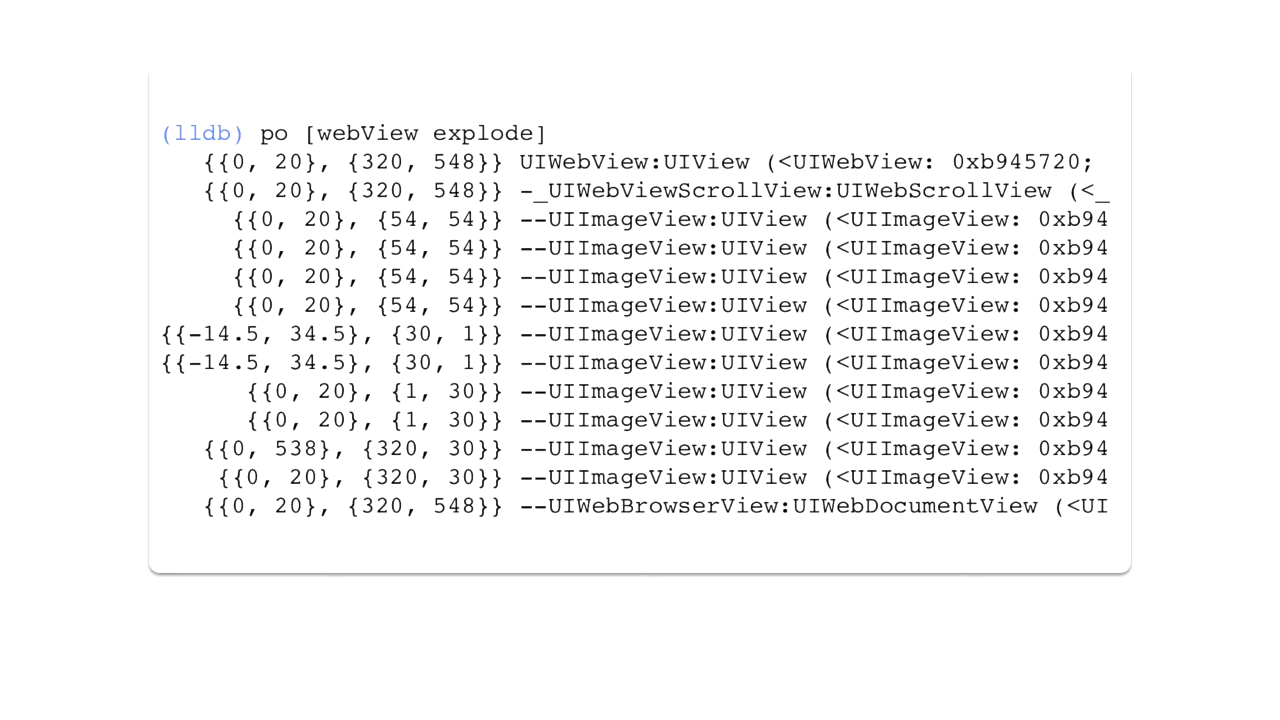 (lldb) po [webView explode]
{{0, 20}, {320, 548}} UIWebView:UIView (<UIWebView: 0xb945720;
{{0, 20}, {320, 548}} -_UIWebViewScrollView:UIWebScrollView (<_
{{0, 20}, {54, 54}} --UIImageView:UIView (<UIImageView: 0xb94
{{0, 20}, {54, 54}} --UIImageView:UIView (<UIImageView: 0xb94
{{0, 20}, {54, 54}} --UIImageView:UIView (<UIImageView: 0xb94
{{0, 20}, {54, 54}} --UIImageView:UIView (<UIImageView: 0xb94
{{-14.5, 34.5}, {30, 1}} --UIImageView:UIView (<UIImageView: 0xb94
{{-14.5, 34.5}, {30, 1}} --UIImageView:UIView (<UIImageView: 0xb94
{{0, 20}, {1, 30}} --UIImageView:UIView (<UIImageView: 0xb94
{{0, 20}, {1, 30}} --UIImageView:UIView (<UIImageView: 0xb94
{{0, 538}, {320, 30}} --UIImageView:UIView (<UIImageView: 0xb94
{{0, 20}, {320, 30}} --UIImageView:UIView (<UIImageView: 0xb94
{{0, 20}, {320, 548}} --UIWebBrowserView:UIWebDocumentView (<UI